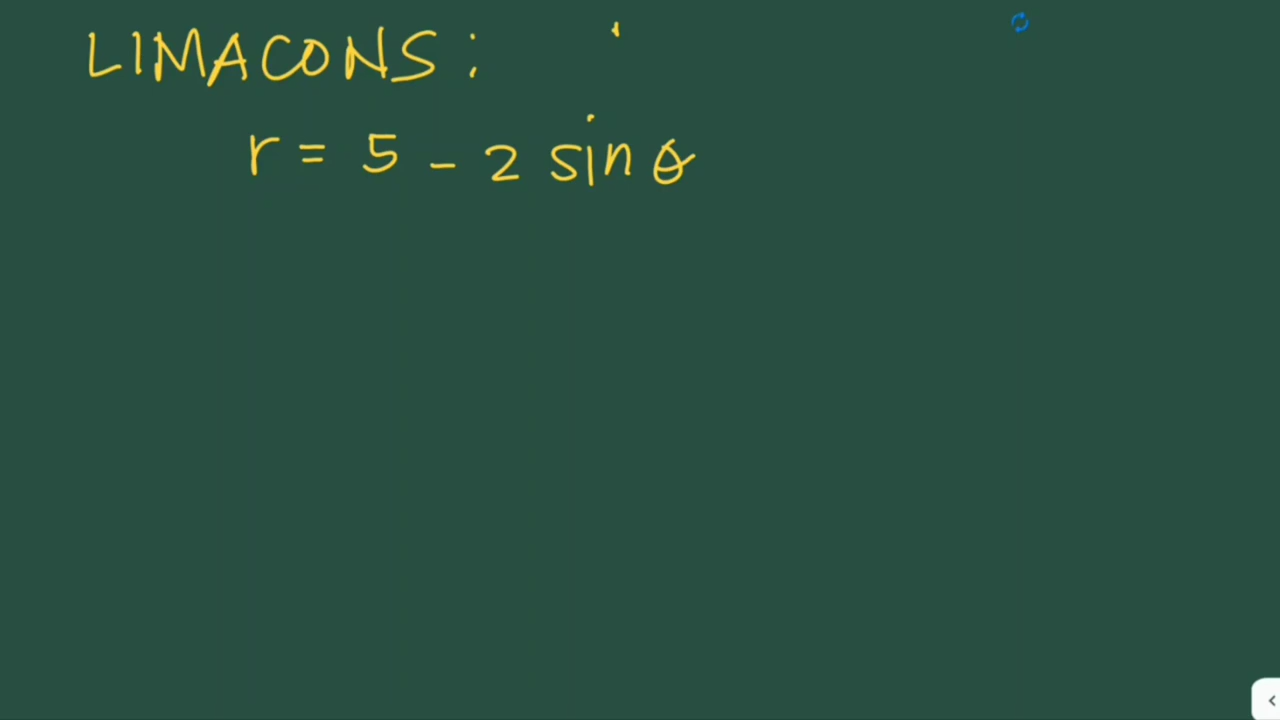 LIMACONS :
r = 5 - 2 sin θ